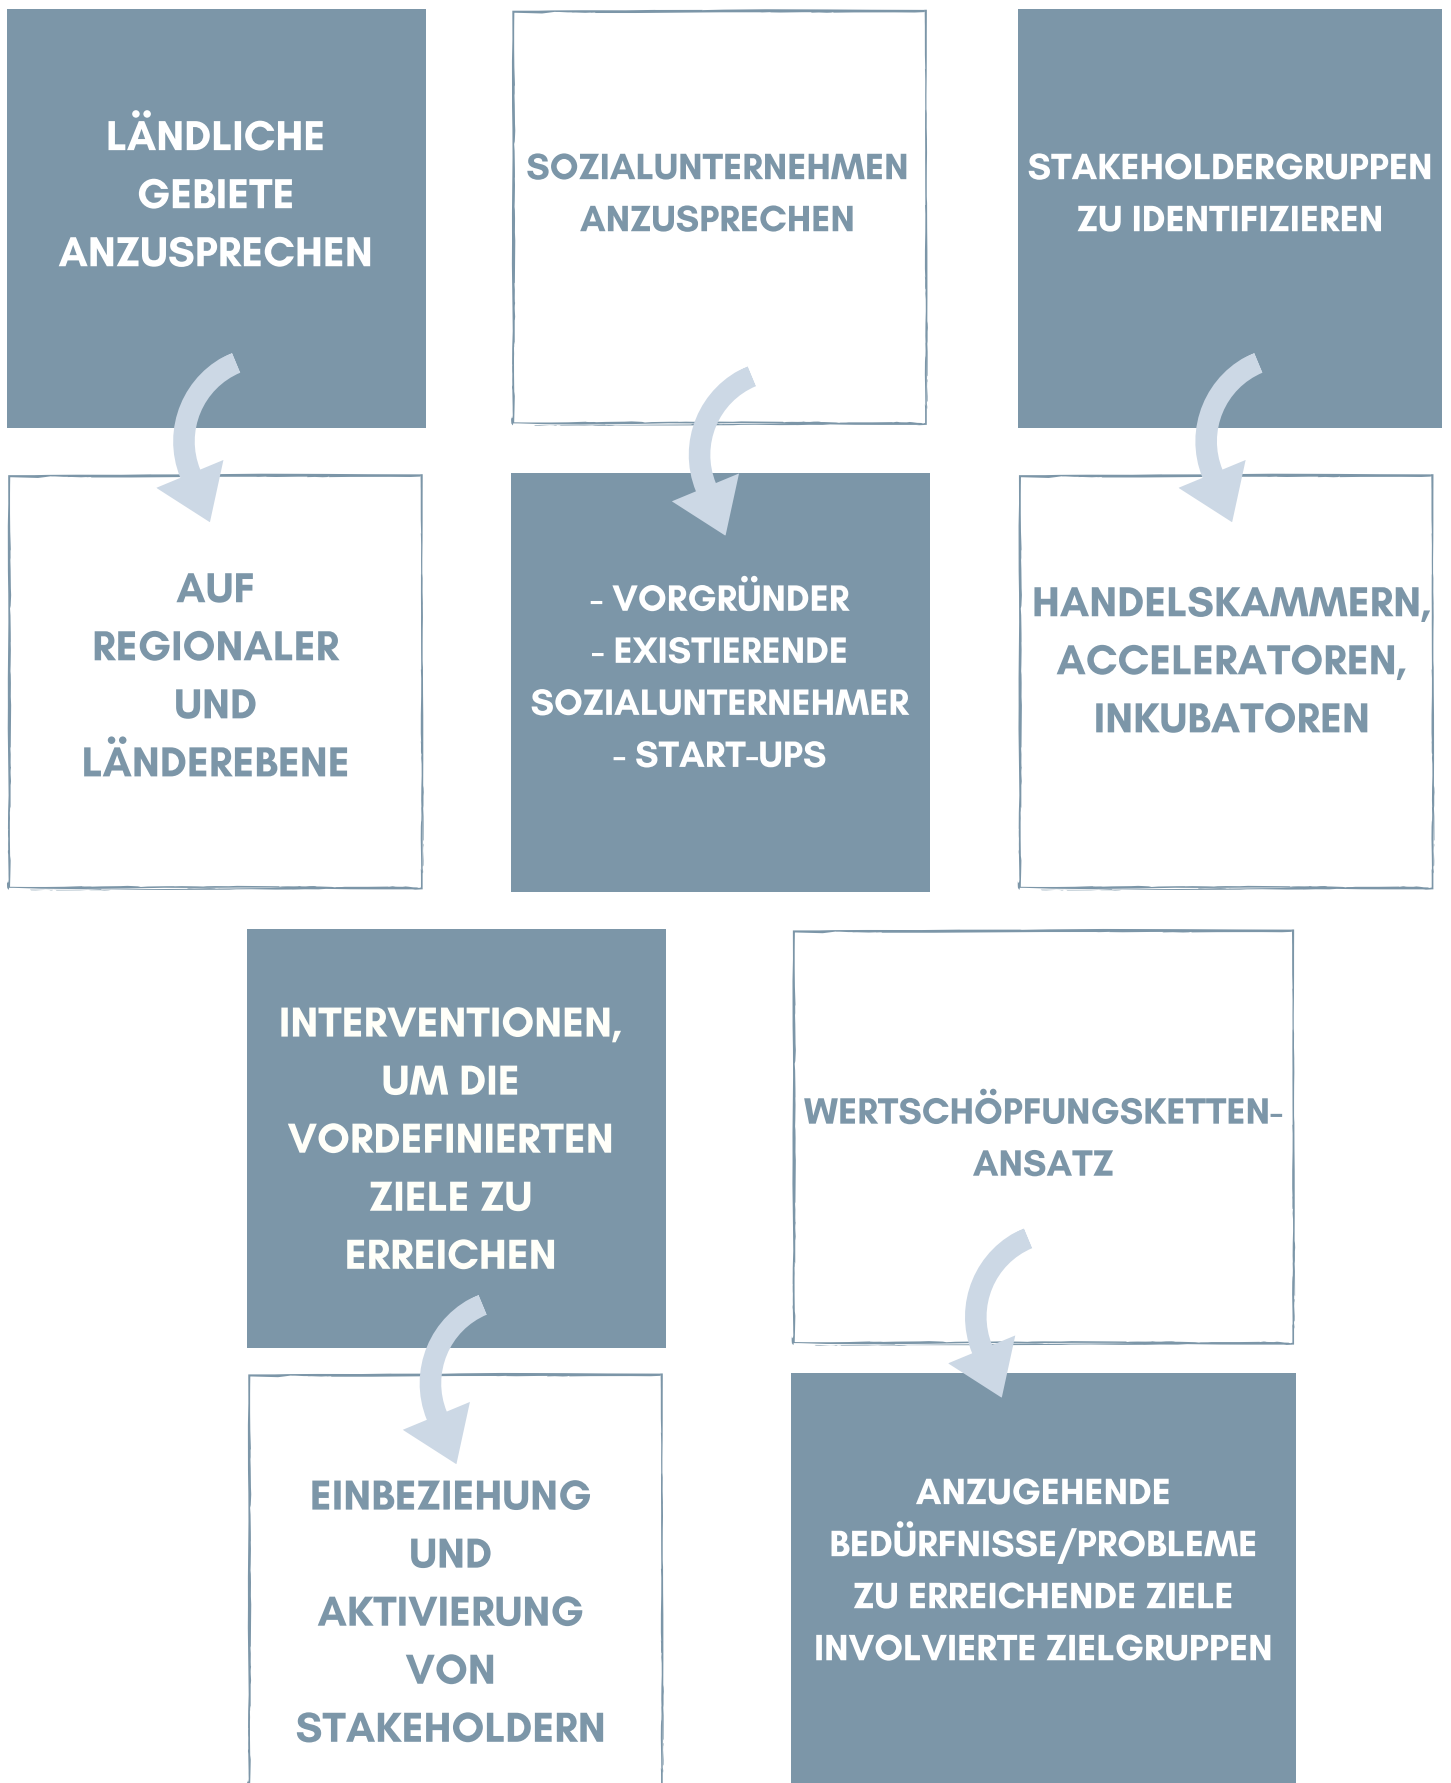 LÄNDLICHE
GEBIETE
ANZUSPRECHEN
SOZIALUNTERNEHMEN
ANZUSPRECHEN
STAKEHOLDERGRUPPEN
ZU IDENTIFIZIEREN
AUF
REGIONALER
UND
LÄNDEREBENE
- VORGRÜNDER
- EXISTIERENDE
SOZIALUNTERNEHMER
- START-UPS
HANDELSKAMMERN,
ACCELERATOREN,
INKUBATOREN
INTERVENTIONEN,
UM DIE
VORDEFINIERTEN
ZIELE ZU
ERREICHEN
WERTSCHÖPFUNGSKETTEN-
ANSATZ
EINBEZIEHUNG
UND
AKTIVIERUNG
VON
STAKEHOLDERN
ANZUGEHENDE
BEDÜRFNISSE/PROBLEME
ZU ERREICHENDE ZIELE
INVOLVIERTE ZIELGRUPPEN